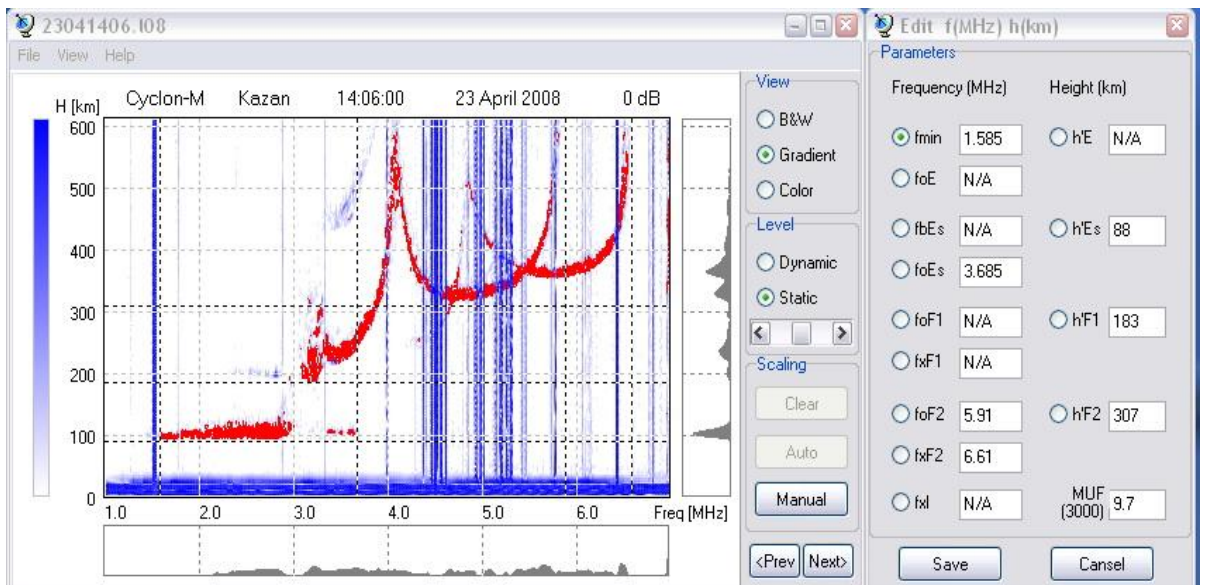 23041406.I08
File View Help
H [km] Cyclon-M Kazan 14:06:00 23 April 2008 0 dB
600
500
400
300
200
100
0
1.0 2.0 3.0 4.0 5.0 6.0 Freq [MHz]
View
B&W
Gradient
Color
Level
Dynamic
Static
Scaling
Clear
Auto
Manual
<Prev Next>
Edit f(MHz) h(km)
Parameters
Frequency (MHz) Height (km)
fmin 1.585 h'E N/A
foE N/A
fbEs N/A h'Es 88
foEs 3.685
foF1 N/A h'F1 183
fxF1 N/A
foF2 5.91 h'F2 307
fxF2 6.61
fxI N/A MUF (3000) 9.7
Save Cansel